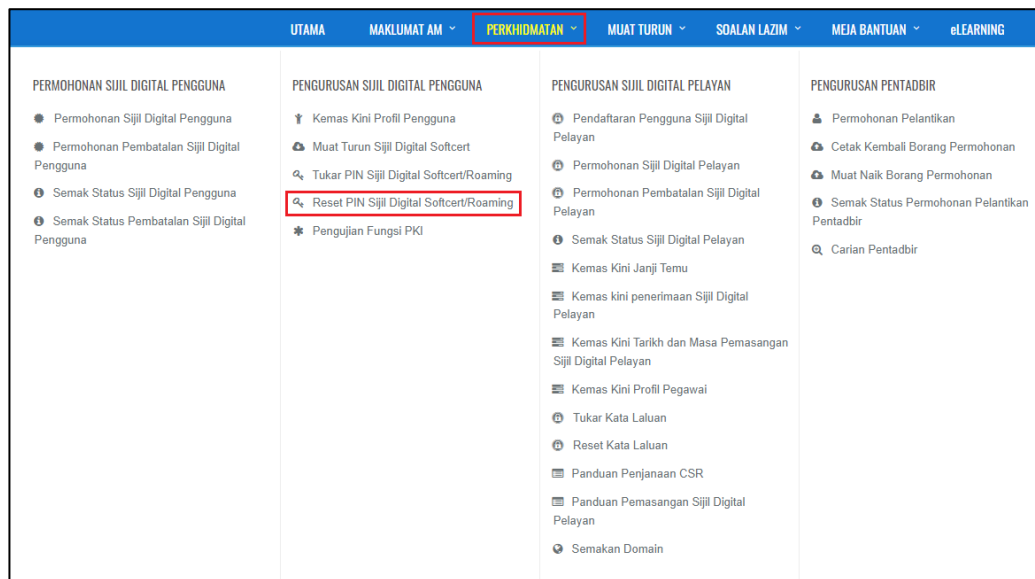 UTAMA MAKLUMAT AM PERKHIDMATAN MUAT TURUN SOALAN LAZIM MEJA BANTUAN eLEARNING
PERMOHONAN SIJIL DIGITAL PENGGUNA
Permohonan Sijil Digital Pengguna
Permohonan Pembatalan Sijil Digital
Pengguna
Semak Status Sijil Digital Pengguna
Semak Status Pembatalan Sijil Digital
Pengguna
PENGURUSAN SIJIL DIGITAL PENGGUNA
Kemas Kini Profil Pengguna
Muat Turun Sijil Digital Softcert
Tukar PIN Sijil Digital Softcert/Roaming
Reset PIN Sijil Digital Softcert/Roaming
Pengujian Fungsi PKI
PENGURUSAN SIJIL DIGITAL PELAYAN
Pendaftaran Pengguna Sijil Digital
Pelayan
Permohonan Sijil Digital Pelayan
Permohonan Pembatalan Sijil Digital
Pelayan
Semak Status Sijil Digital Pelayan
Kemas Kini Janji Temu
Kemas kini penerimaan Sijil Digital
Pelayan
Kemas Kini Tarikh dan Masa Pemasangan
Sijil Digital Pelayan
Kemas Kini Profil Pegawai
Tukar Kata Laluan
Reset Kata Laluan
Panduan Penjanaan CSR
Panduan Pemasangan Sijil Digital
Pelayan
Semakan Domain
PENGURUSAN PENTADBIR
Permohonan Pelantikan
Cetak Kembali Borang Permohonan
Muat Naik Borang Permohonan
Semak Status Permohonan Pelantikan
Pentadbir
Carian Pentadbir